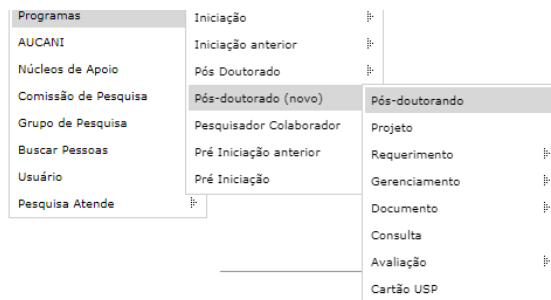 Programas
AUCANI
Núcleos de Apoio
Comissão de Pesquisa
Grupo de Pesquisa
Buscar Pessoas
Usuário
Pesquisa Atende
Iniciação
Iniciação anterior
Pós Doutorado
Pós-doutorado (novo)
Pesquisador Colaborador
Pré Iniciação anterior
Pré Iniciação
Pós-doutorando
Projeto
Requerimento
Gerenciamento
Documento
Consulta
Avaliação
Cartão USP